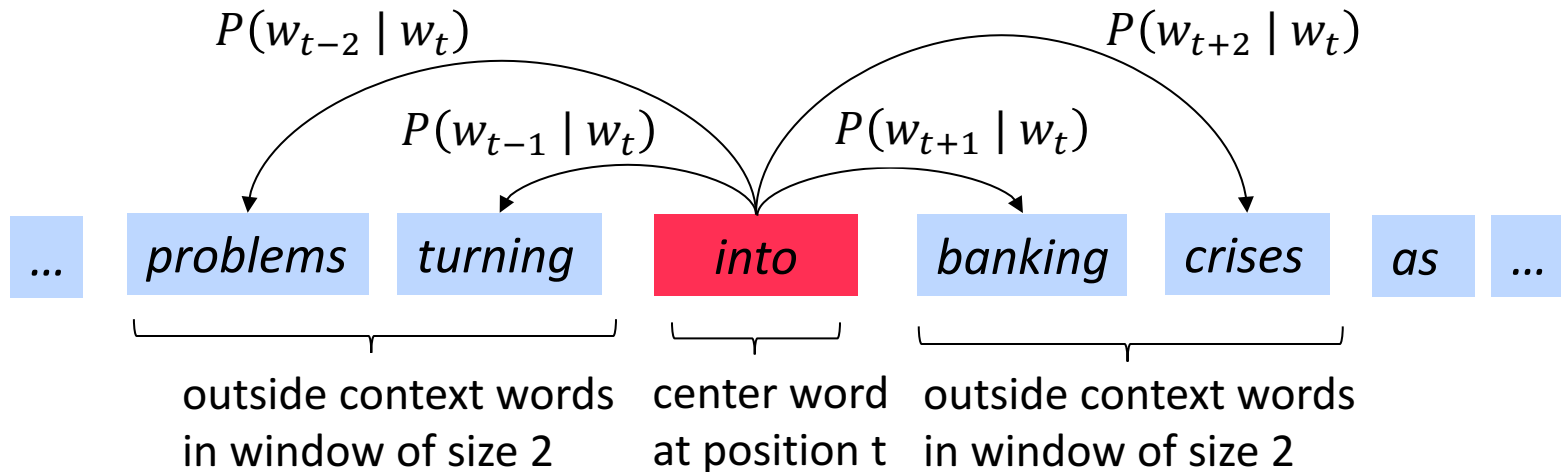 P(w_{t−2} | w_t) P(w_{t+2} | w_t)
P(w_{t−1} | w_t) P(w_{t+1} | w_t)
... problems turning into banking crises as ...
outside context words center word outside context words
in window of size 2 at position t in window of size 2